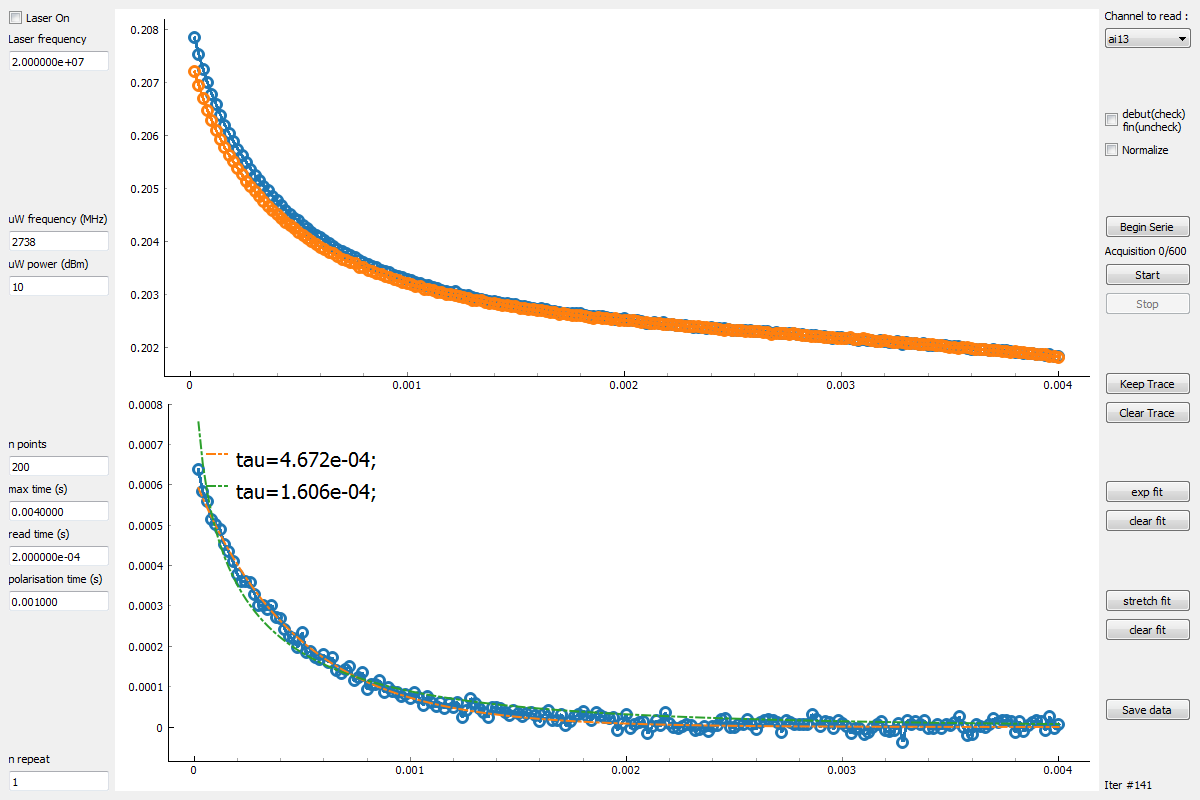 Laser On
Laser frequency
2.000000e+07
uW frequency (MHz)
2738
uW power (dBm)
10
n points
200
max time (s)
0.0040000
read time (s)
2.000000e-04
polarisation time (s)
0.001000
n repeat
1
0.208
0.207
0.206
0.205
0.204
0.203
0.202
0 0.001 0.002 0.003 0.004
0.0008
0.0007
0.0006
0.0005
0.0004
0.0003
0.0002
0.0001
0
tau=4.672e-04;
tau=1.606e-04;
0 0.001 0.002 0.003 0.004
Channel to read :
ai13
debut(check)
fin(uncheck)
Normalize
Begin Serie
Acquisition 0/600
Start
Stop
Keep Trace
Clear Trace
exp fit
clear fit
stretch fit
clear fit
Save data
Iter #141